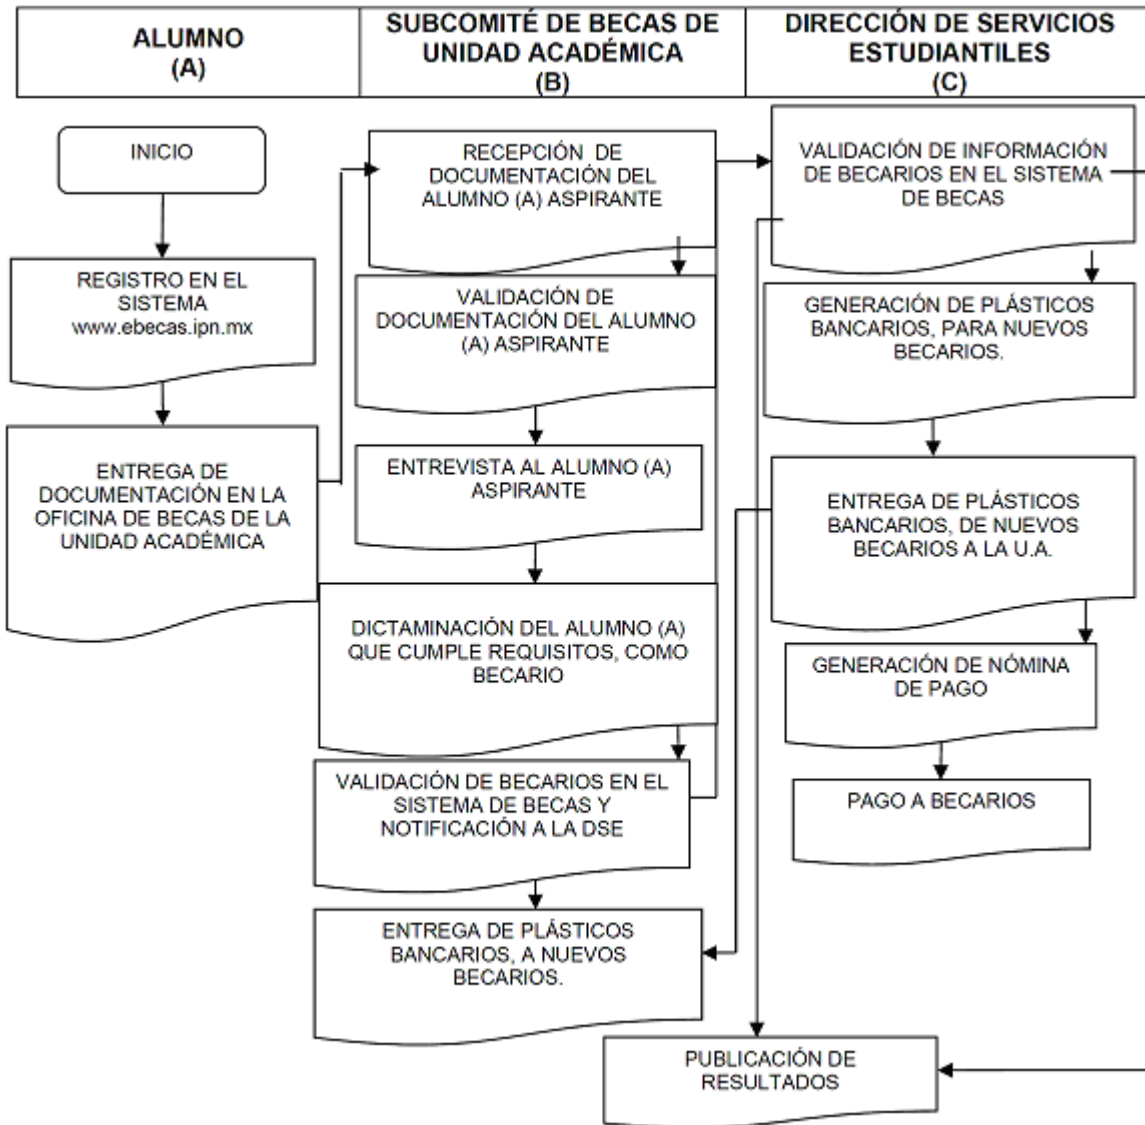 ALUMNO
(A)
SUBCOMITÉ DE BECAS DE
UNIDAD ACADÉMICA
(B)
DIRECCIÓN DE SERVICIOS
ESTUDIANTILES
(C)
INICIO
REGISTRO EN EL
SISTEMA
www.ebecas.ipn.mx
ENTREGA DE
DOCUMENTACIÓN EN LA
OFICINA DE BECAS DE LA
UNIDAD ACADÉMICA
RECEPCIÓN DE
DOCUMENTACIÓN DEL
ALUMNO (A) ASPIRANTE
VALIDACIÓN DE
DOCUMENTACIÓN DEL ALUMNO
(A) ASPIRANTE
ENTREVISTA AL ALUMNO (A)
ASPIRANTE
DICTAMINACIÓN DEL ALUMNO (A)
QUE CUMPLE REQUISITOS, COMO
BECARIO
VALIDACIÓN DE BECARIOS EN EL
SISTEMA DE BECAS Y
NOTIFICACIÓN A LA DSE
ENTREGA DE PLÁSTICOS
BANCARIOS, A NUEVOS
BECARIOS.
VALIDACIÓN DE INFORMACIÓN
DE BECARIOS EN EL SISTEMA
DE BECAS
GENERACIÓN DE PLÁSTICOS
BANCARIOS, PARA NUEVOS
BECARIOS.
ENTREGA DE PLÁSTICOS
BANCARIOS, DE NUEVOS
BECARIOS A LA U.A.
GENERACIÓN DE NÓMINA
DE PAGO
PAGO A BECARIOS
PUBLICACIÓN DE
RESULTADOS